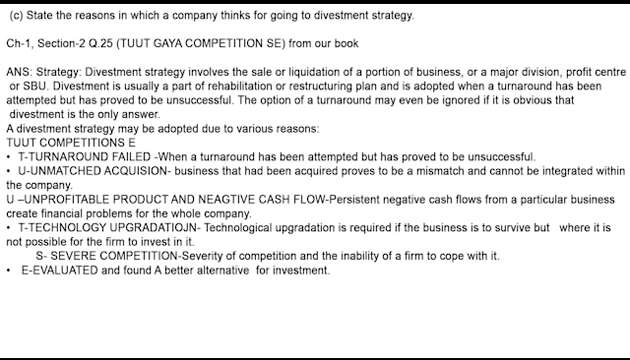 (c) State the reasons in which a company thinks for going to divestment strategy.
Ch-1, Section-2 Q.25 (TUUT GAYA COMPETITION SE) from our book
ANS: Strategy: Divestment strategy involves the sale or liquidation of a portion of business, or a major division, profit centre
or SBU. Divestment is usually a part of rehabilitation or restructuring plan and is adopted when a turnaround has been
attempted but has proved to be unsuccessful. The option of a turnaround may even be ignored if it is obvious that
divestment is the only answer.
A divestment strategy may be adopted due to various reasons:
TUUT COMPETITIONS E
• T-TURNAROUND FAILED -When a turnaround has been attempted but has proved to be unsuccessful.
• U-UNMATCHED ACQUISION- business that had been acquired proves to be a mismatch and cannot be integrated within
the company.
U –UNPROFITABLE PRODUCT AND NEAGTIVE CASH FLOW-Persistent negative cash flows from a particular business
create financial problems for the whole company.
• T-TECHNOLOGY UPGRADATIOJN- Technological upgradation is required if the business is to survive but where it is
not possible for the firm to invest in it.
S- SEVERE COMPETITION-Severity of competition and the inability of a firm to cope with it.
• E-EVALUATED and found A better alternative for investment.